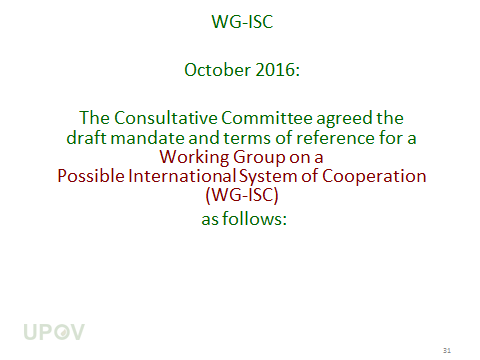 WG-ISC
October 2016:
The Consultative Committee agreed the
draft mandate and terms of reference for a
Working Group on a
Possible International System of Cooperation
(WG-ISC)
as follows:
UPOV
31